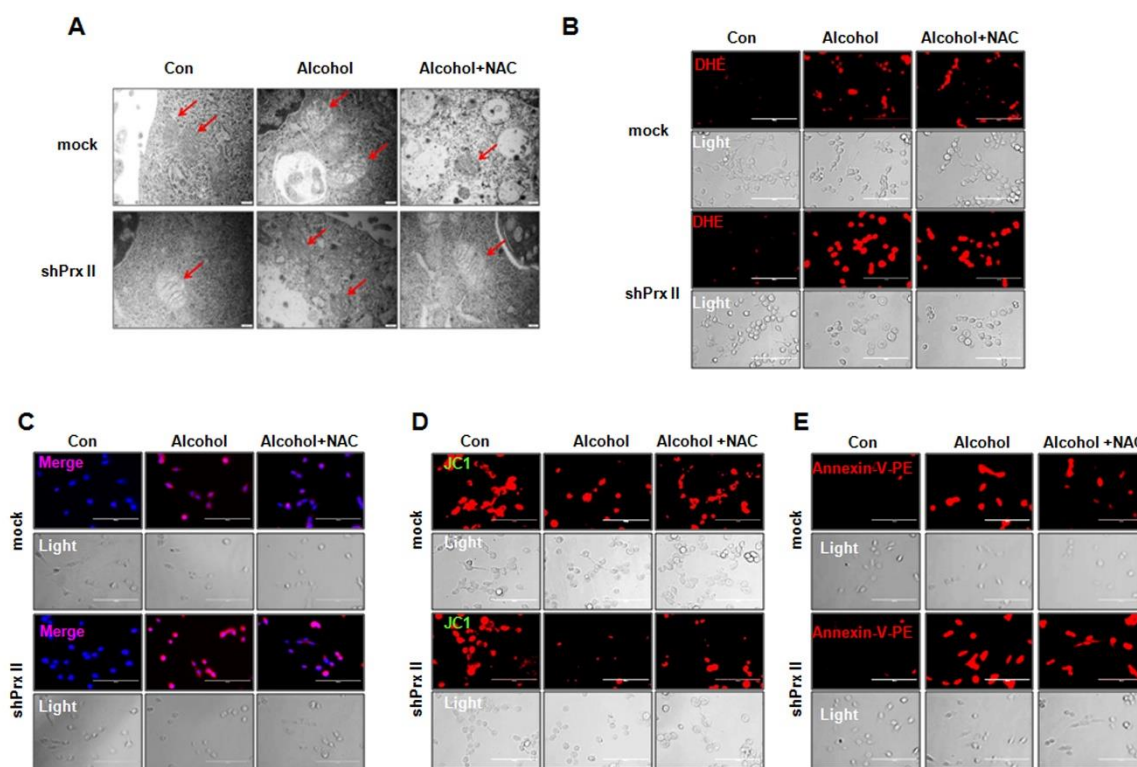 A
Con Alcohol Alcohol+NAC
mock
shPrx II
B
Con Alcohol Alcohol+NAC
DHE
mock
Light
DHE
shPrx II
Light
C
Con Alcohol Alcohol+NAC
Merge
mock
Light
Merge
shPrx II
Light
D
Con Alcohol Alcohol +NAC
JC1
mock
Light
JC1
shPrx II
Light
E
Con Alcohol Alcohol +NAC
Annexin-V-PE
mock
Light
Annexin-V-PE
shPrx II
Light